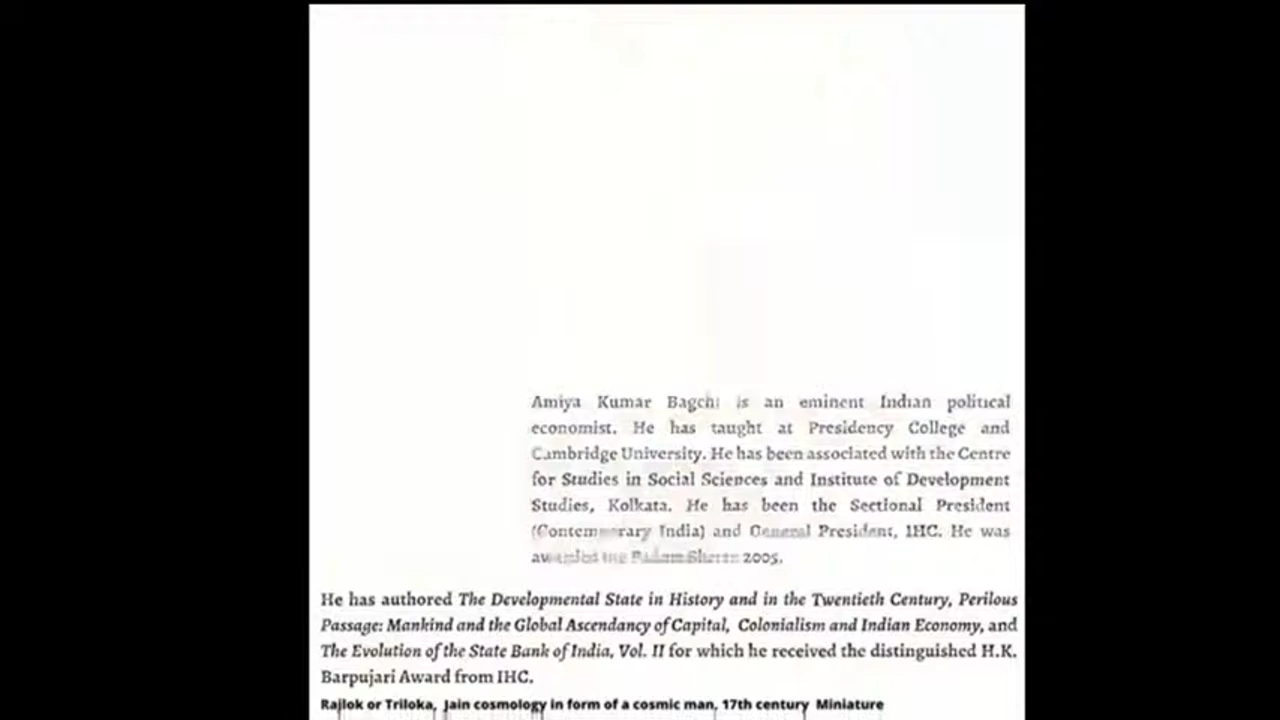 Amiya Kumar Bagchi is an eminent Indian political
economist. He has taught at Presidency College and
Cambridge University. He has been associated with the Centre
for Studies in Social Sciences and Institute of Development
Studies, Kolkata. He has been the Sectional President
(Contemporary India) and General President, IHC. He was
awarded the 2005.
He has authored The Developmental State in History and in the Twentieth Century, Perilous
Passage: Mankind and the Global Ascendancy of Capital, Colonialism and Indian Economy, and
The Evolution of the State Bank of India, Vol. II for which he received the distinguished H.K.
Barpujari Award from IHC.
Rajlok or Triloka, Jain cosmology in form of a cosmic man, 17th century Miniature